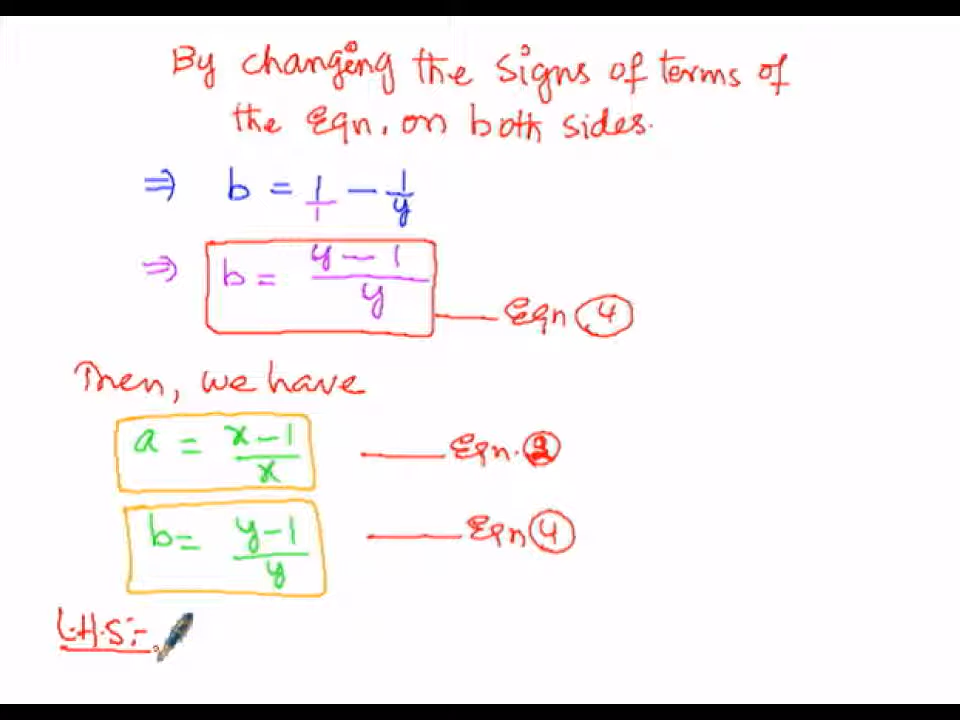 By changing the signs of terms of
the Eqn. on both sides.
⇒ b = 1/1 − 1/y
⇒ b = (y − 1)/y —— Eqn 4
Then, we have
a = (x − 1)/x —— Eqn.
b = (y − 1)/y —— Eqn 4
L.H.S:-